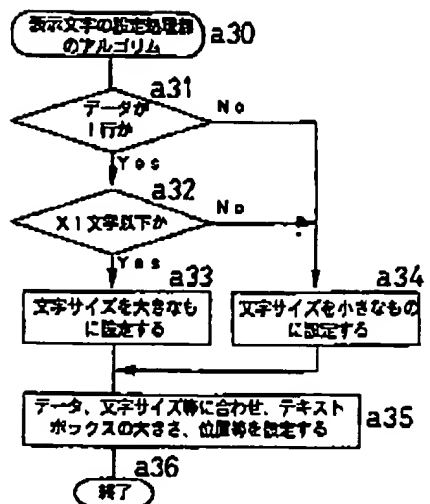 表示文字の設定処理部
のアルゴリム
a30
a31
データが
1行か
No
Yes
a32
X1文字以下か
No
Yes
a33
文字サイズを大きなも
に設定する
a34
文字サイズを小さなもの
に設定する
データ、文字サイズ等に合わせ、テキスト
ボックスの大きさ、位置等を設定する
a35
a36
終了